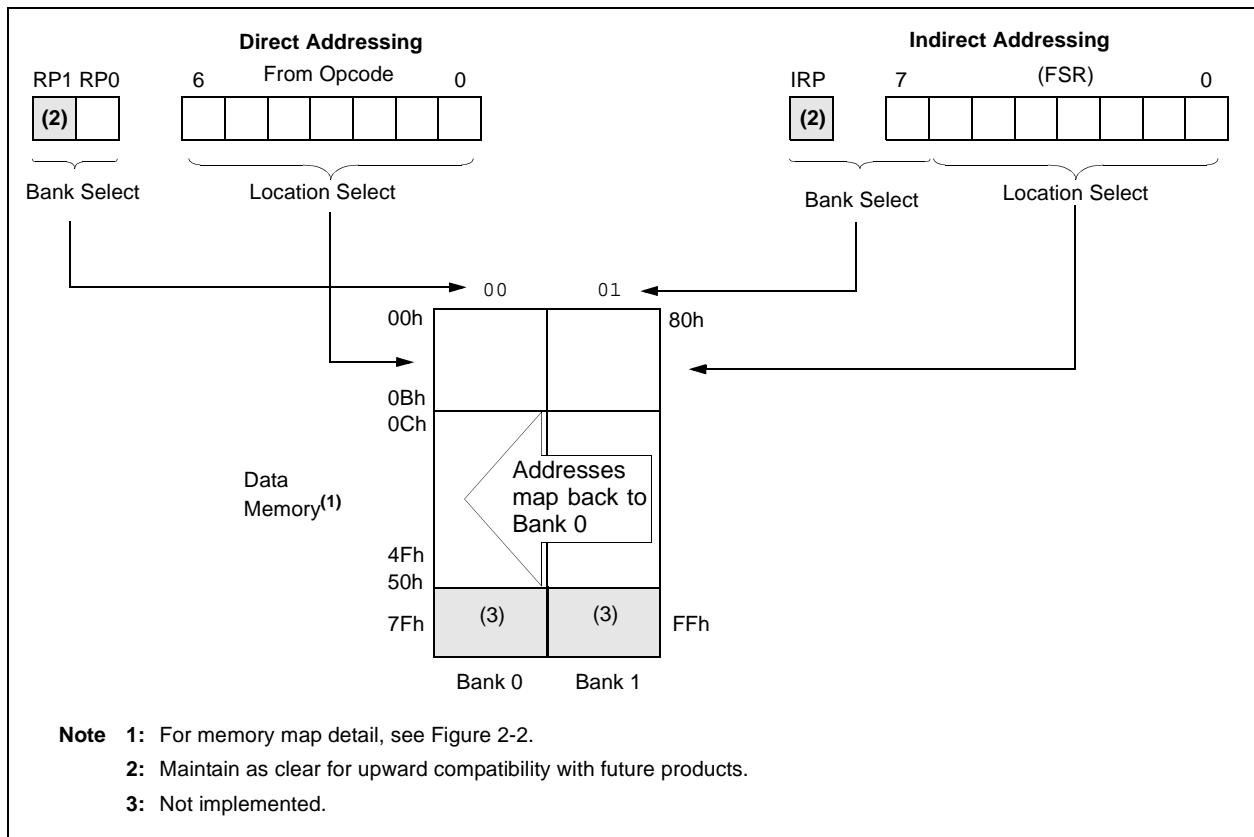 Direct Addressing
Indirect Addressing
RP1 RP0
6 From Opcode 0
IRP 7 (FSR) 0
(2)
(2)
Bank Select
Location Select
Bank Select
Location Select
00 01
00h
80h
0Bh
0Ch
Data
Memory(1)
Addresses
map back to
Bank 0
4Fh
50h
7Fh
(3)
(3)
FFh
Bank 0 Bank 1
Note 1: For memory map detail, see Figure 2-2.
2: Maintain as clear for upward compatibility with future products.
3: Not implemented.